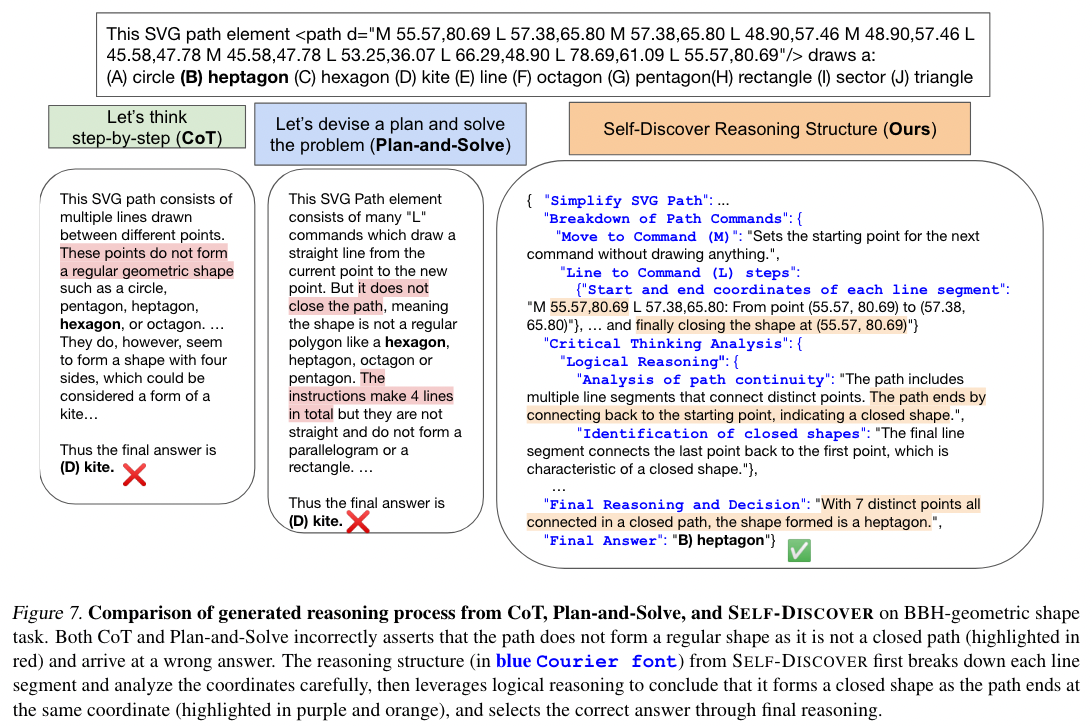 This SVG path element <path d="M 55.57,80.69 L 57.38,65.80 M 57.38,65.80 L 48.90,57.46 M 48.90,57.46 L
45.58,47.78 M 45.58,47.78 L 53.25,36.07 L 66.29,48.90 L 78.69,61.09 L 55.57,80.69"/> draws a:
(A) circle (B) heptagon (C) hexagon (D) kite (E) line (F) octagon (G) pentagon(H) rectangle (I) sector (J) triangle
Let's think
step-by-step (CoT)
This SVG path consists of
multiple lines drawn
between different points.
These points do not form
a regular geometric shape
such as a circle,
pentagon, heptagon,
hexagon, or octagon. …
They do, however, seem
to form a shape with four
sides, which could be
considered a form of a
kite…
Thus the final answer is
(D) kite.
Let's devise a plan and solve
the problem (Plan-and-Solve)
This SVG Path element
consists of many "L"
commands which draw a
straight line from the
current point to the new
point. But it does not
close the path, meaning
the shape is not a regular
polygon like a hexagon,
heptagon, octagon or
pentagon. The
instructions make 4 lines
in total but they are not
straight and do not form a
parallelogram or a
rectangle. …
Thus the final answer is
(D) kite.
Self-Discover Reasoning Structure (Ours)
{ "Simplify SVG Path": ...
"Breakdown of Path Commands": {
"Move to Command (M)": "Sets the starting point for the next
command without drawing anything.",
"Line to Command (L) steps":
{"Start and end coordinates of each line segment":
"M 55.57,80.69 L 57.38,65.80: From point (55.57, 80.69) to (57.38,
65.80)"}, … and finally closing the shape at (55.57, 80.69)"}
"Critical Thinking Analysis": {
"Logical Reasoning": {
"Analysis of path continuity": "The path includes
multiple line segments that connect distinct points. The path ends by
connecting back to the starting point, indicating a closed shape.",
"Identification of closed shapes": "The final line
segment connects the last point back to the first point, which is
characteristic of a closed shape."},
…
"Final Reasoning and Decision": "With 7 distinct points all
connected in a closed path, the shape formed is a heptagon.",
"Final Answer": "B) heptagon"}
Figure 7. Comparison of generated reasoning process from CoT, Plan-and-Solve, and SELF-DISCOVER on BBH-geometric shape
task. Both CoT and Plan-and-Solve incorrectly asserts that the path does not form a regular shape as it is not a closed path (highlighted in
red) and arrive at a wrong answer. The reasoning structure (in blue Courier font) from SELF-DISCOVER first breaks down each line
segment and analyze the coordinates carefully, then leverages logical reasoning to conclude that it forms a closed shape as the path ends at
the same coordinate (highlighted in purple and orange), and selects the correct answer through final reasoning.